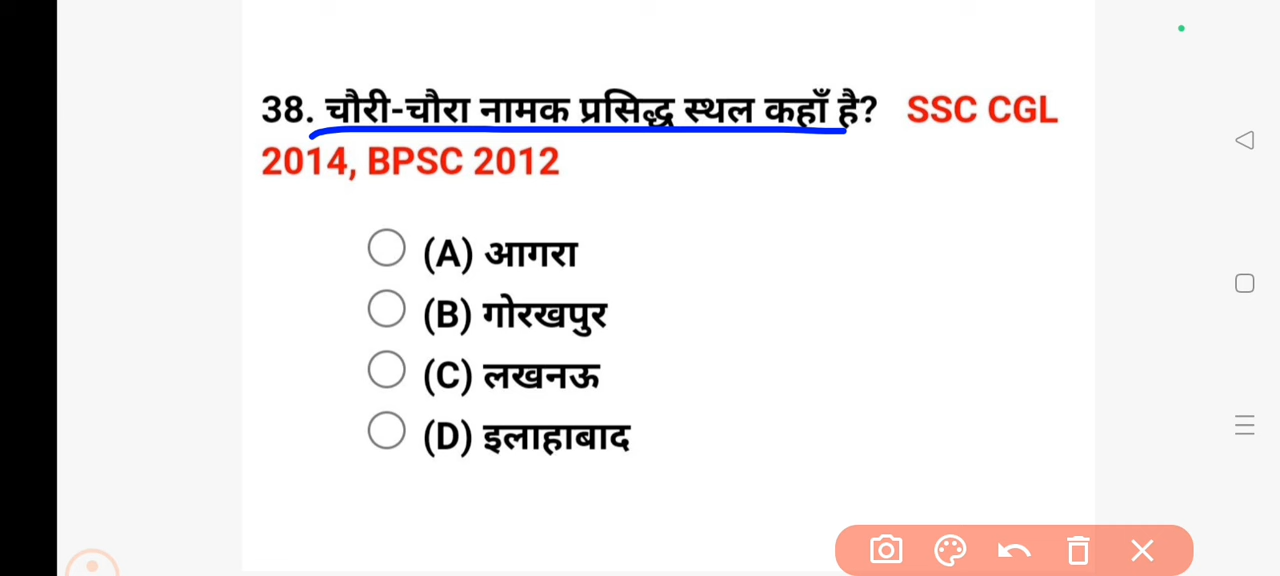 38. चौरी-चौरा नामक प्रसिद्ध स्थल कहाँ है? SSC CGL
2014, BPSC 2012
(A) आगरा
(B) गोरखपुर
(C) लखनऊ
(D) इलाहाबाद